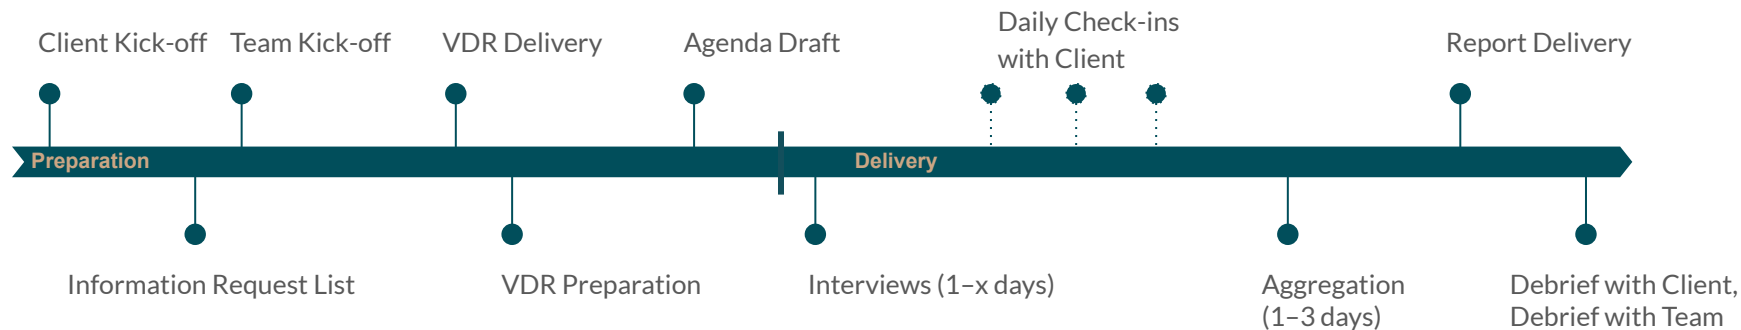 Client Kick-off
Team Kick-off
VDR Delivery
Agenda Draft
Daily Check-ins
with Client
Report Delivery
Preparation
Delivery
Information Request List
VDR Preparation
Interviews (1–x days)
Aggregation
(1–3 days)
Debrief with Client,
Debrief with Team